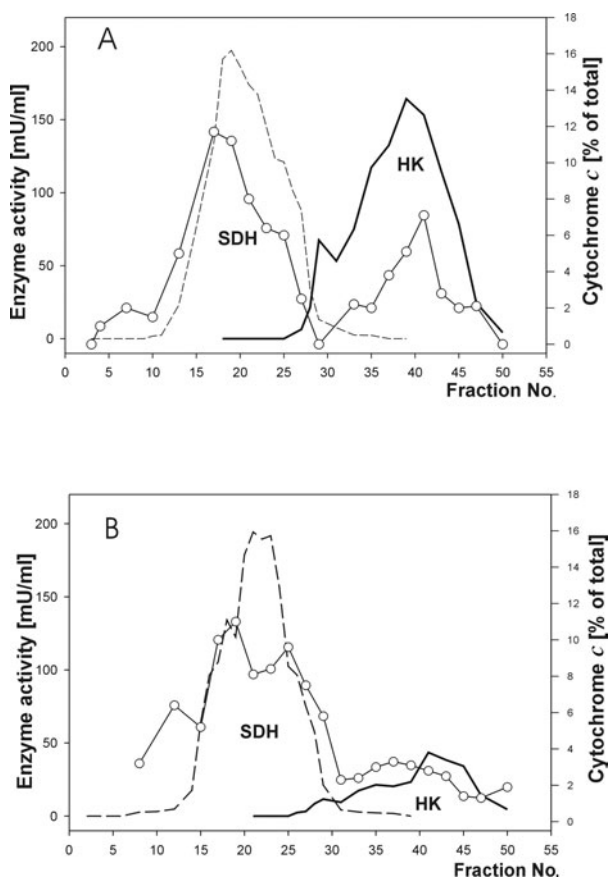 A
Enzyme activity [mU/ml]
200
150
100
50
0
SDH
HK
18
16
14
12
10
8
6
4
2
0
Cytochrome c [% of total]
0 5 10 15 20 25 30 35 40 45 50 55
Fraction No.
B
Enzyme activity [mU/ml]
200
150
100
50
0
SDH
HK
18
16
14
12
10
8
6
4
2
0
Cytochrome c [% of total]
0 5 10 15 20 25 30 35 40 45 50 55
Fraction No.